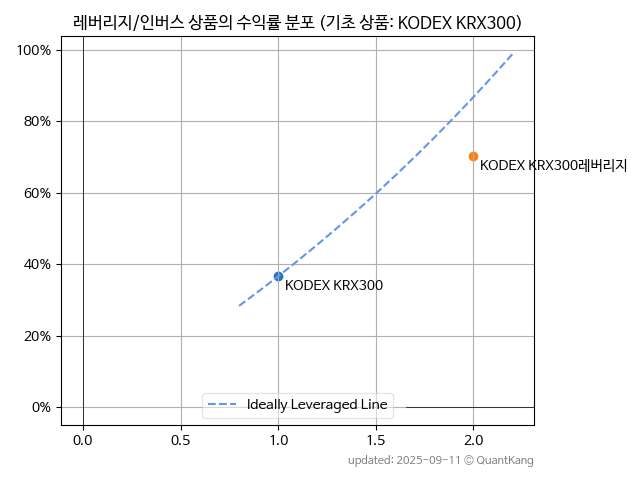 레버리지/인버스 상품의 수익률 분포 (기초 상품: KODEX KRX300)
100%
80%
KODEX KRX300레버리지
60%
40%
KODEX KRX300
20%
Ideally Leveraged Line
0%
0.0 0.5 1.0 1.5 2.0
updated: 2025-09-11 © QuantKang